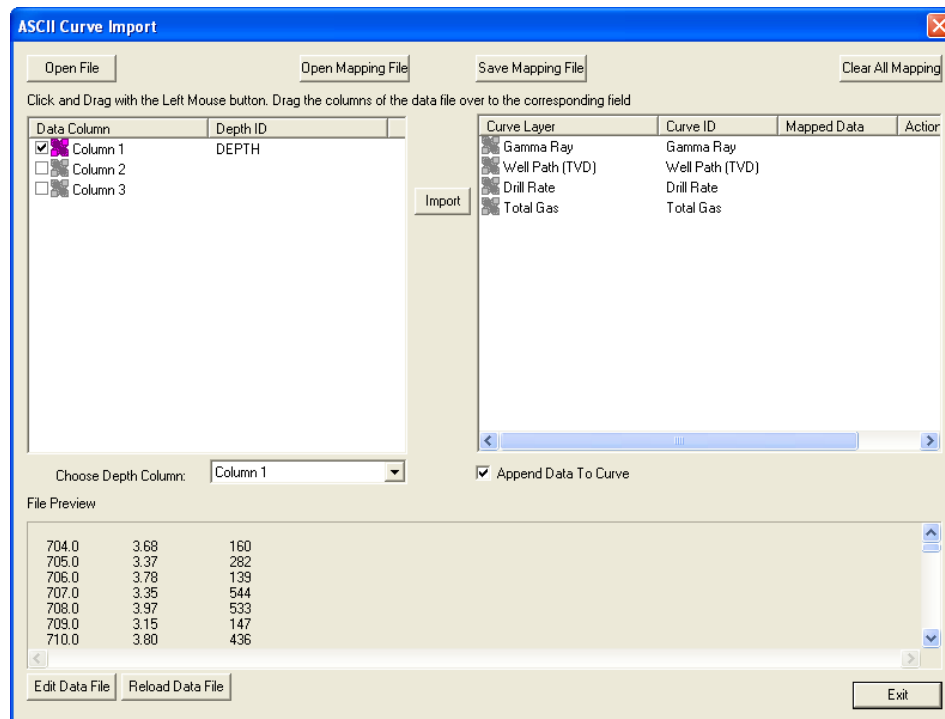 ASCII Curve Import
Open File Open Mapping File Save Mapping File Clear All Mapping
Click and Drag with the Left Mouse button. Drag the columns of the data file over to the corresponding field
Data Column Depth ID
Column 1 DEPTH
Column 2
Column 3
Import
Curve Layer Curve ID Mapped Data Action
Gamma Ray Gamma Ray
Well Path (TVD) Well Path (TVD)
Drill Rate Drill Rate
Total Gas Total Gas
Choose Depth Column: Column 1
Append Data To Curve
File Preview
704.0 3.68 160
705.0 3.37 282
706.0 3.78 139
707.0 3.35 544
708.0 3.97 533
709.0 3.15 147
710.0 3.80 436
Edit Data File Reload Data File
Exit